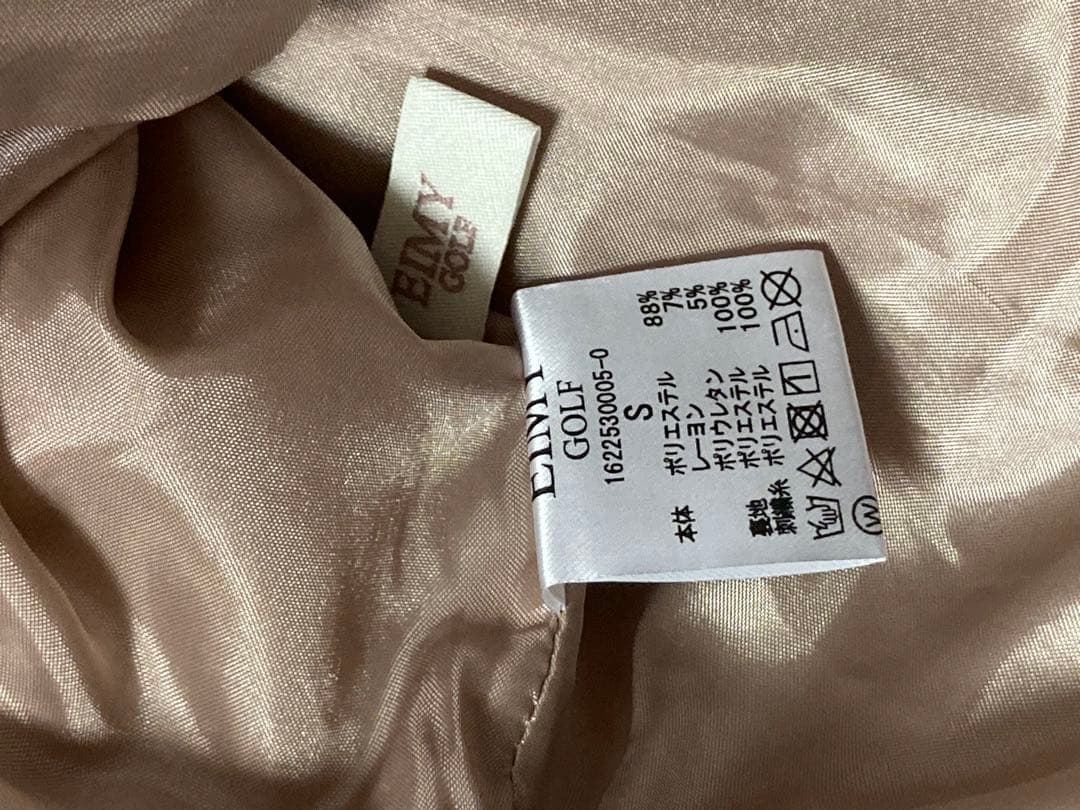 EIMY
GOLF
EIMY
GOLF
1622530005-0
S
本体 ポリエステル 88%
レーヨン 7%
ポリウレタン 5%
裏地 ポリエステル 100%
刺繍糸 ポリエステル 100%
W